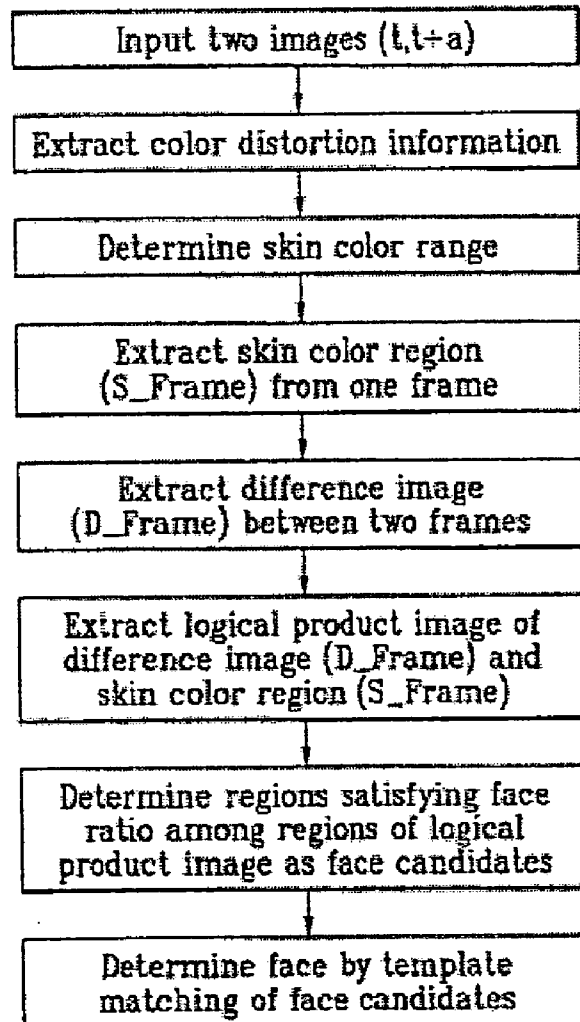 Input two images (t,t+a)
Extract color distortion information
Determine skin color range
Extract skin color region
(S_Frame) from one frame
Extract difference image
(D_Frame) between two frames
Extract logical product image of
difference image (D_Frame) and
skin color region (S_Frame)
Determine regions satisfying face
ratio among regions of logical
product image as face candidates
Determine face by template
matching of face candidates